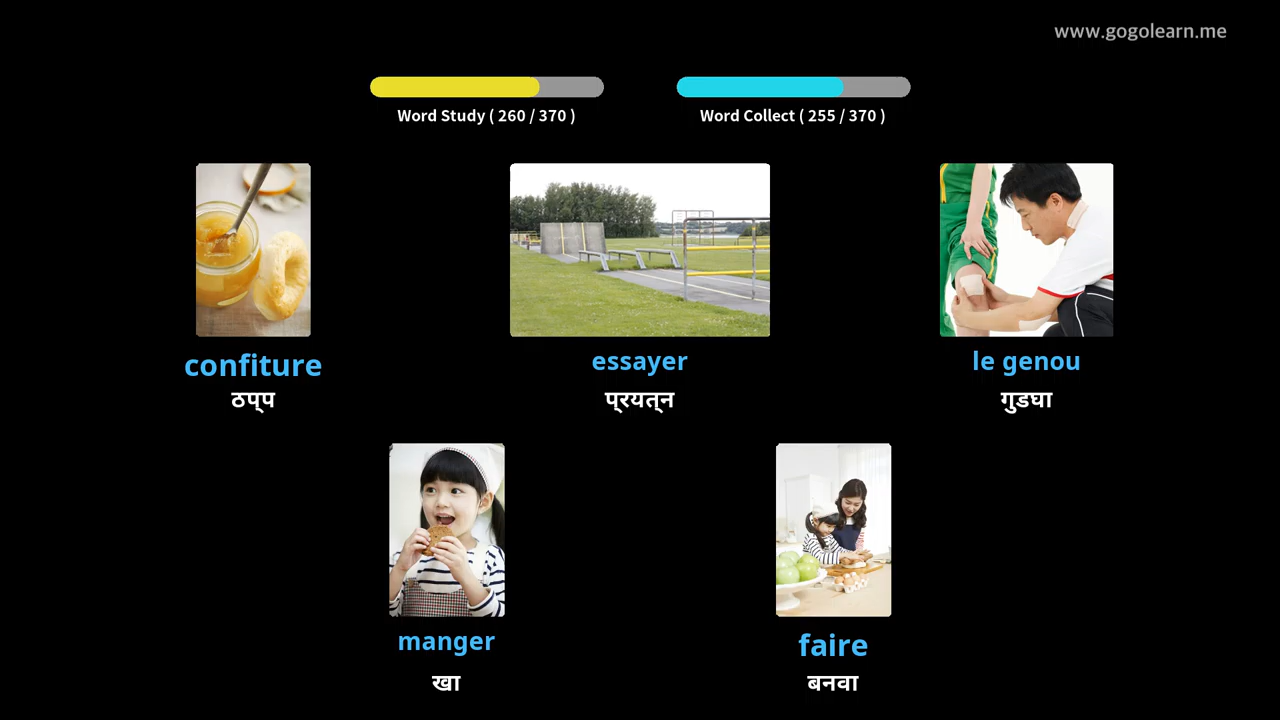 www.gogolearn.me
Word Study ( 260 / 370 )
Word Collect ( 255 / 370 )
confiture
ठप्प
essayer
प्रयत्न
le genou
गुडघा
manger
खा
faire
बनवा